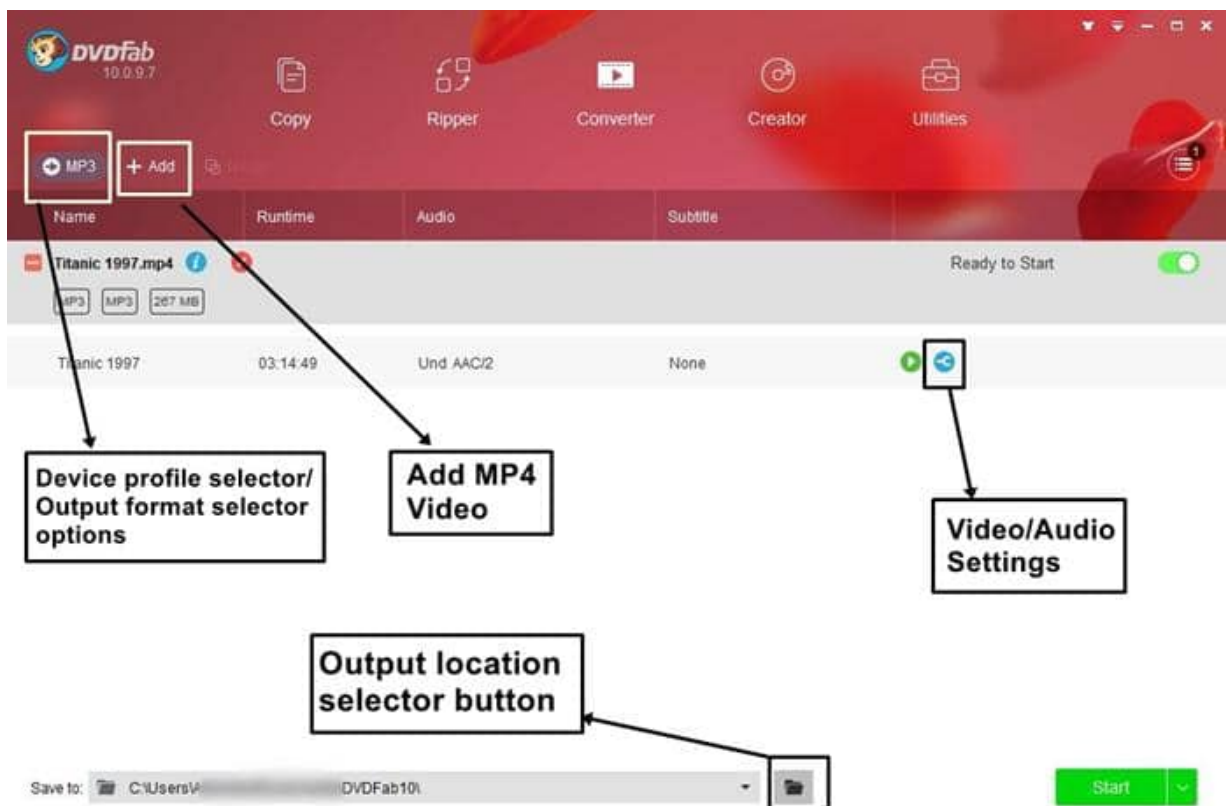 DVDFab
10.0.9.7
Copy Ripper Converter Creator Utilities
MP3 + Add
1
Name Runtime Audio Subtitle
Titanic 1997.mp4 Ready to Start
MP3 MP3 267 MB
Titanic 1997 03:14:49 Und AAC/2 None
Device profile selector/
Output format selector
options
Add MP4
Video
Video/Audio
Settings
Output location
selector button
Save to: C:\Users\ DVDFab10\ Start